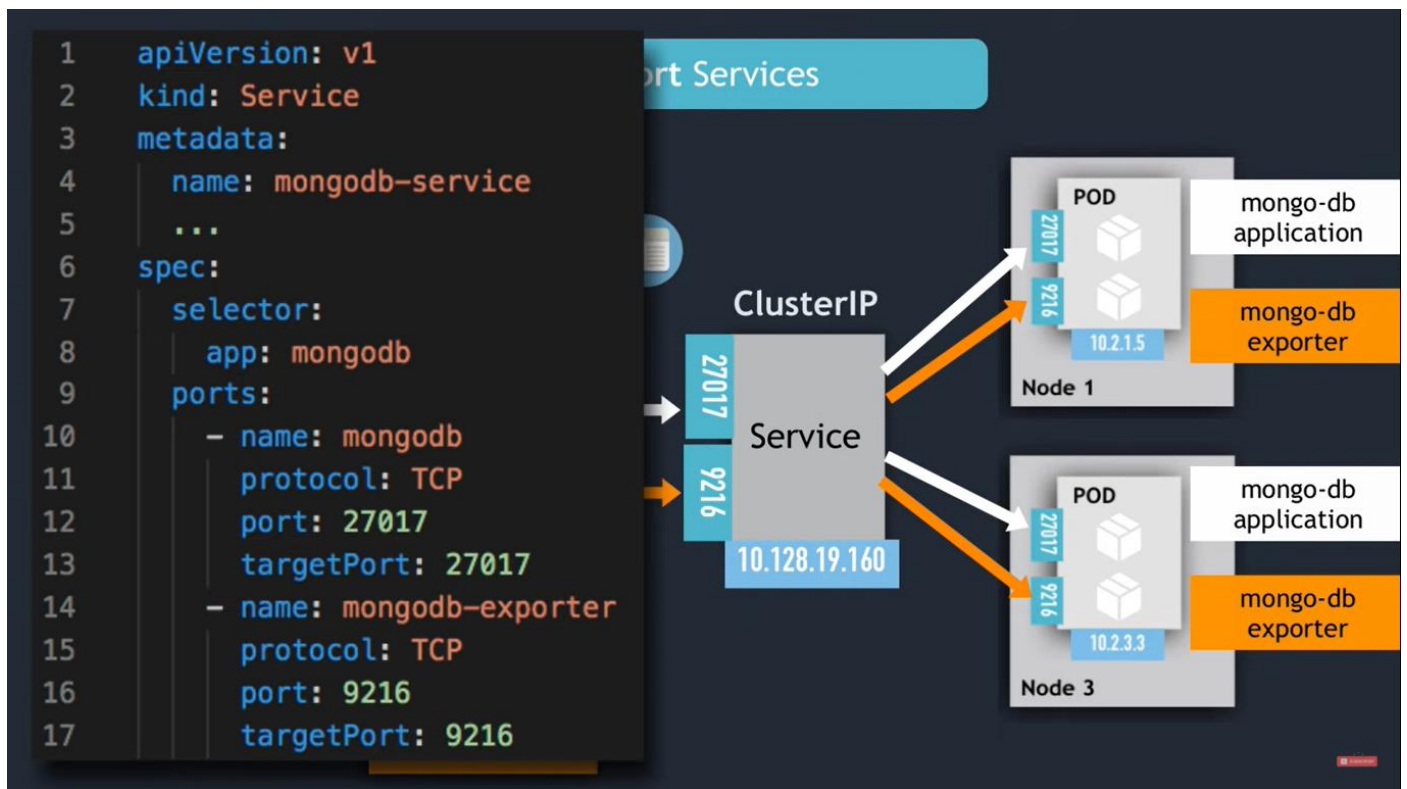 1 apiVersion: v1
2 kind: Service
3 metadata:
4 name: mongodb-service
5 ...
6 spec:
7 selector:
8 app: mongodb
9 ports:
10 - name: mongodb
11 protocol: TCP
12 port: 27017
13 targetPort: 27017
14 - name: mongodb-exporter
15 protocol: TCP
16 port: 9216
17 targetPort: 9216
ort Services
ClusterIP
27017
9216
Service
10.128.19.160
POD
27017
9216
10.2.1.5
Node 1
mongo-db
application
mongo-db
exporter
POD
27017
9216
10.2.3.3
Node 3
mongo-db
application
mongo-db
exporter